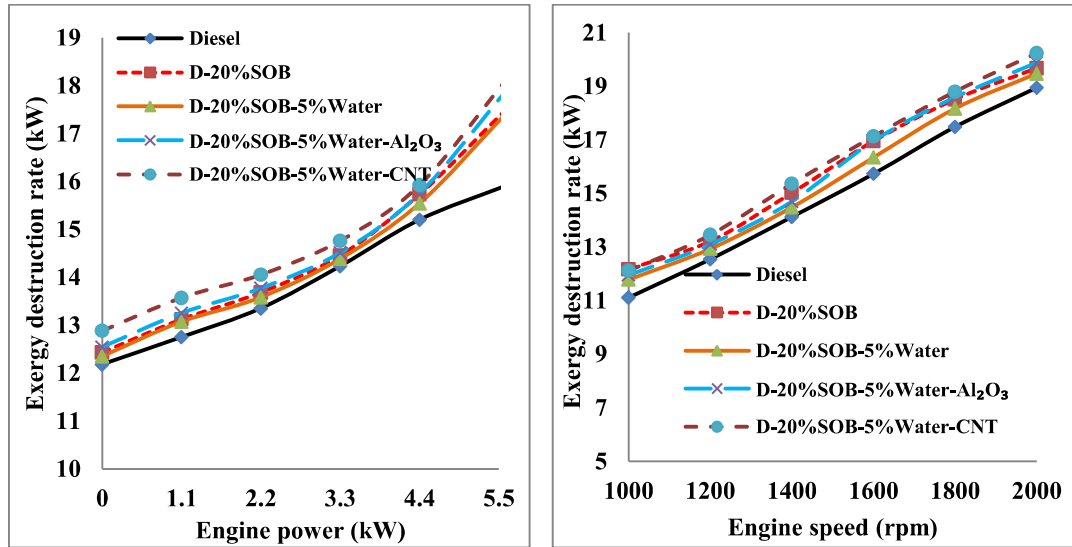 19
18
17
16
15
14
13
12
11
10
Exergy destruction rate (kW)
Diesel
D-20%SOB
D-20%SOB-5%Water
D-20%SOB-5%Water-Al₂O₃
D-20%SOB-5%Water-CNT
0 1.1 2.2 3.3 4.4 5.5
Engine power (kW)
21
19
17
15
13
11
9
7
5
Exergy destruction rate (kW)
Diesel
D-20%SOB
D-20%SOB-5%Water
D-20%SOB-5%Water-Al₂O₃
D-20%SOB-5%Water-CNT
1000 1200 1400 1600 1800 2000
Engine speed (rpm)